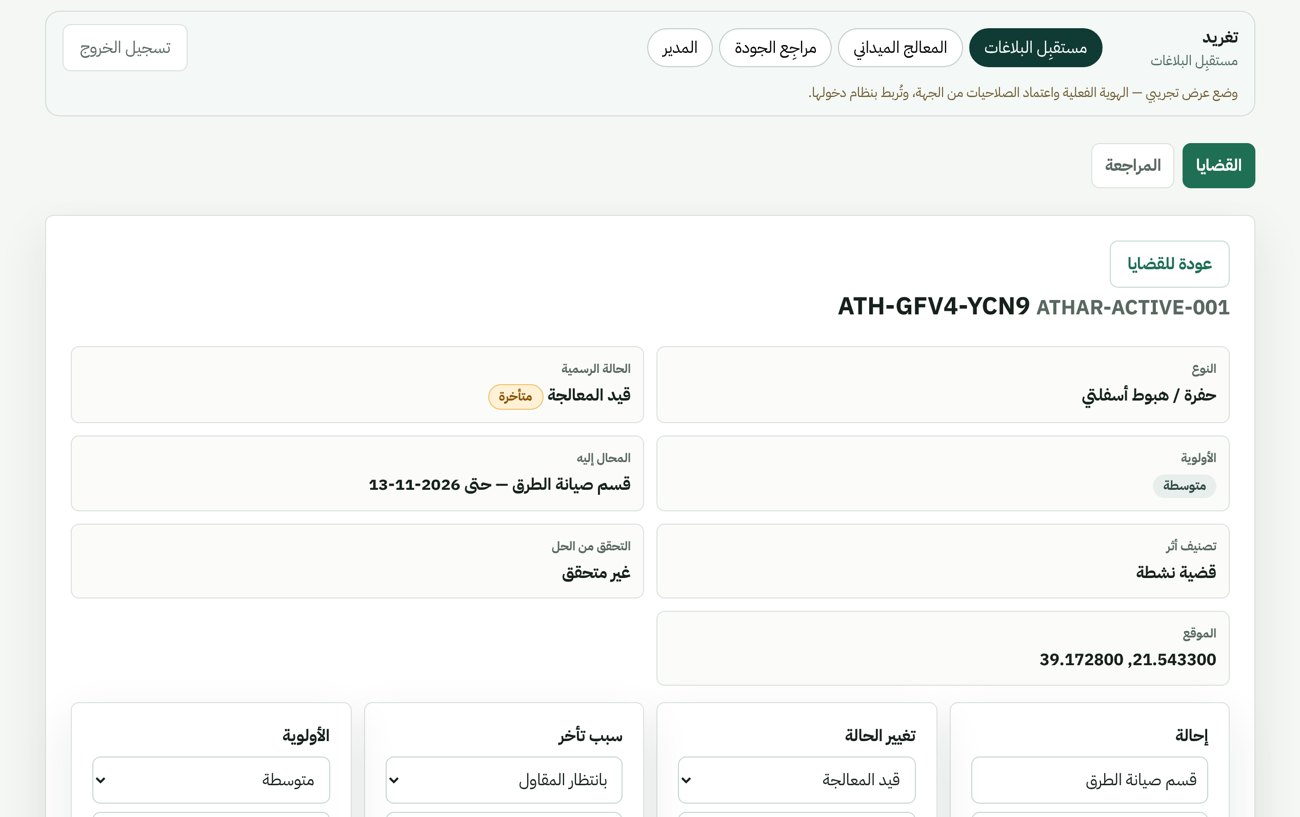 تغريد
مستقبِل البلاغات
مستقبِل البلاغات
المعالج الميداني
مراجِع الجودة
المدير
تسجيل الخروج
وضع عرض تجريبي — الهوية الفعلية واعتماد الصلاحيات من الجهة، وتُربط بنظام دخولها.
القضايا
المراجعة
عودة للقضايا
ATH-GFV4-YCN9 ATHAR-ACTIVE-001
النوع
حفرة / هبوط أسفلتي
الحالة الرسمية
قيد المعالجة متأخرة
الأولوية
متوسطة
المحال إليه
قسم صيانة الطرق — حتى 2026-11-13
تصنيف أثر
قضية نشطة
التحقق من الحل
غير متحقق
الموقع
21.543300, 39.172800
إحالة
قسم صيانة الطرق
تغيير الحالة
قيد المعالجة
سبب تأخر
بانتظار المقاول
الأولوية
متوسطة